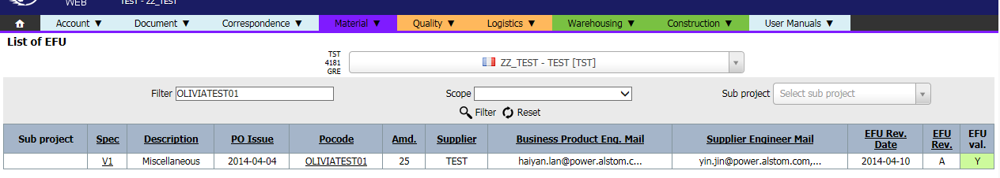 WEB TEST - ZZ_TEST
Account ▼ Document ▼ Correspondence ▼ Material ▼ Quality ▼ Logistics ▼ Warehousing ▼ Construction ▼ User Manuals ▼
List of EFU
TST
4181
GRE
ZZ_TEST - TEST [TST]
Filter OLIVIATEST01 Scope Sub project Select sub project
Filter Reset
Sub project Spec Description PO Issue Pocode Amd. Supplier Business Product Eng. Mail Supplier Engineer Mail EFU Rev. Date EFU Rev. EFU val.
V1 Miscellaneous 2014-04-04 OLIVIATEST01 25 TEST haiyan.lan@power.alstom.c... yin.jin@power.alstom.com,... 2014-04-10 A Y